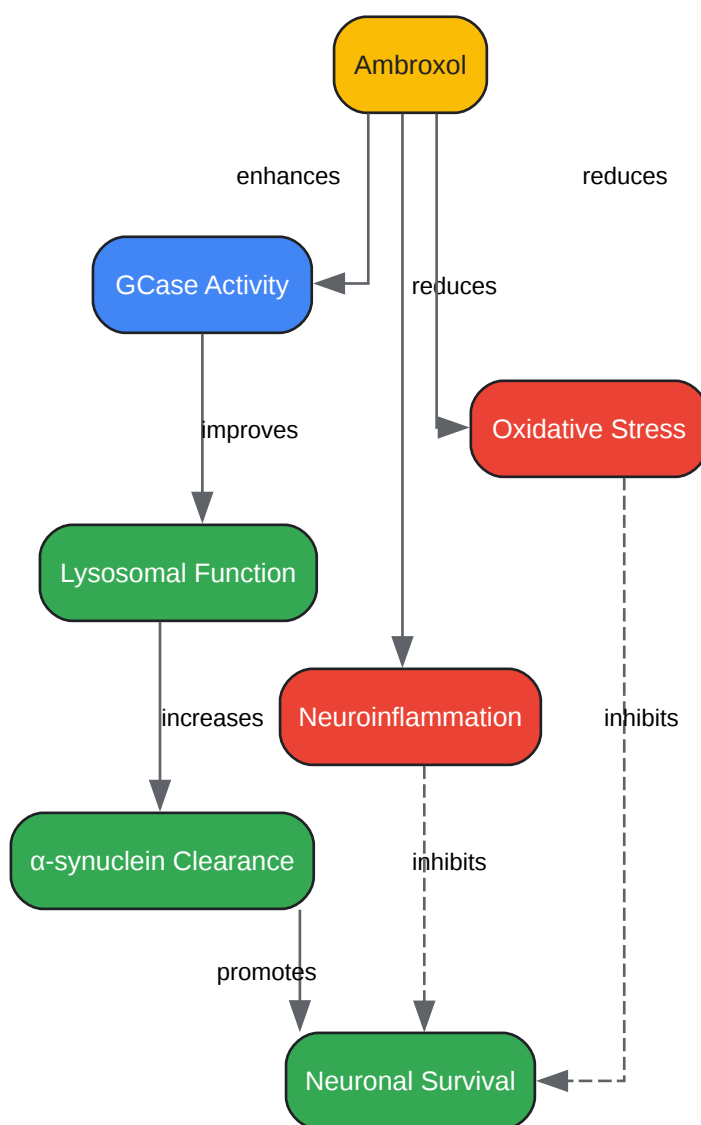 Ambroxol
enhances
reduces
GCase Activity
reduces
improves
Oxidative Stress
Lysosomal Function
increases
Neuroinflammation
inhibits
α-synuclein Clearance
inhibits
promotes
Neuronal Survival